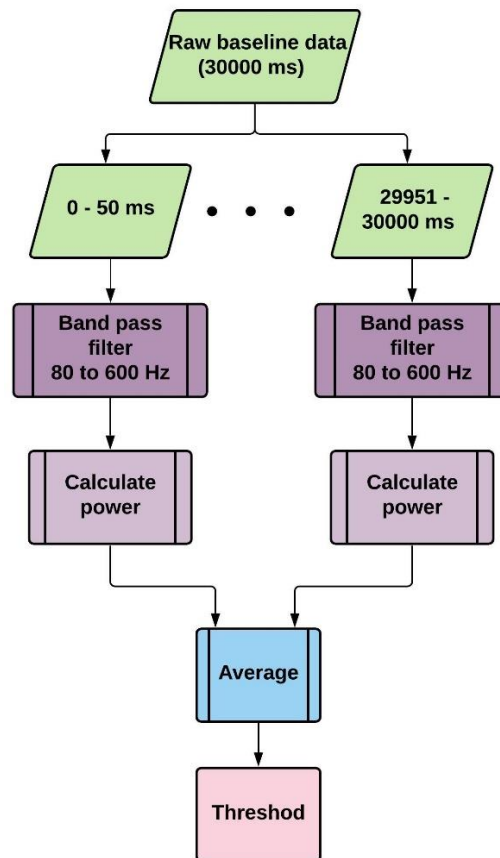 Raw baseline data
(30000 ms)
0 - 50 ms
29951 -
30000 ms
Band pass
filter
80 to 600 Hz
Band pass
filter
80 to 600 Hz
Calculate
power
Calculate
power
Average
Threshod